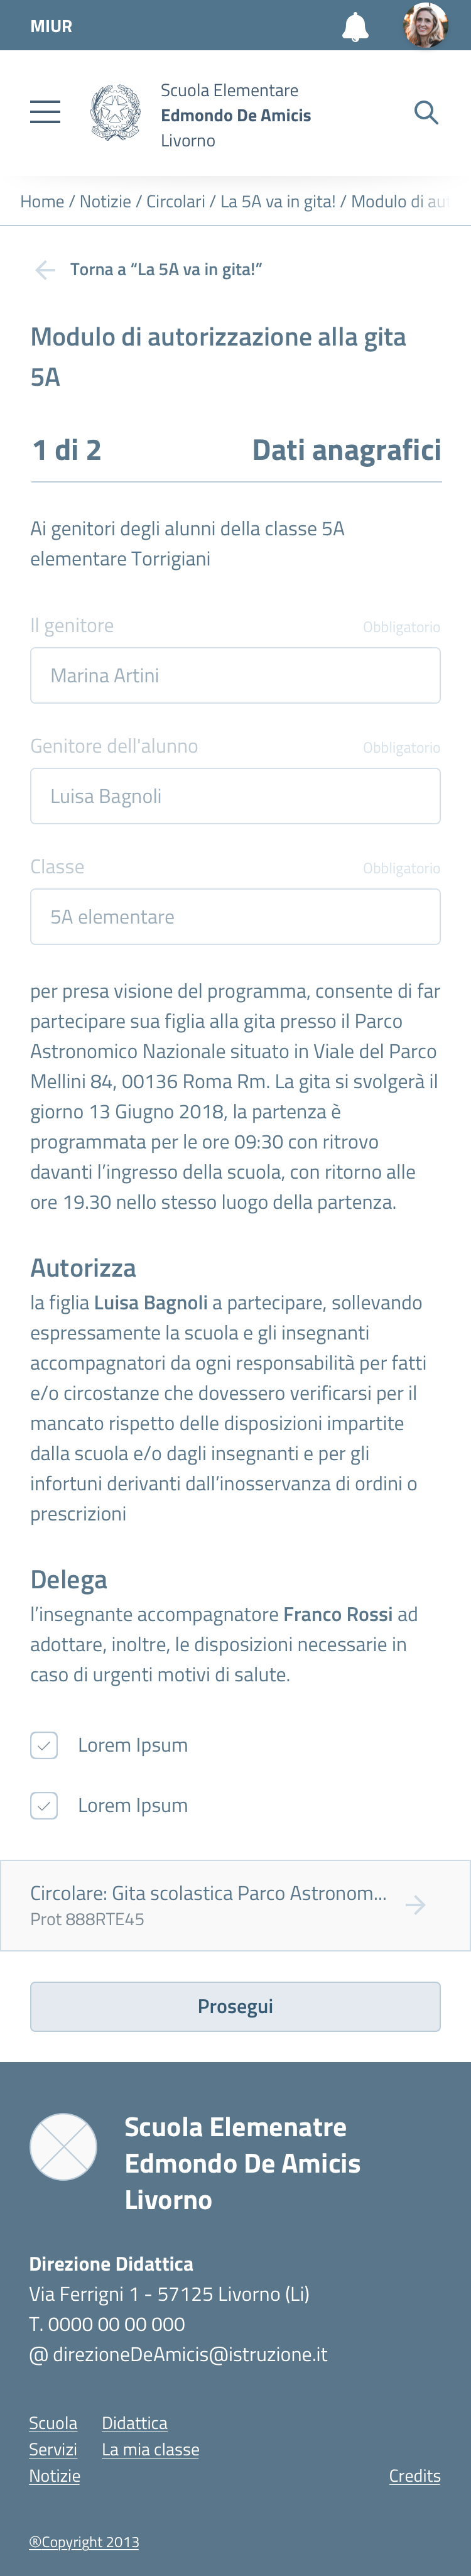 MIUR
Scuola Elementare
Edmondo De Amicis
Livorno
Home / Notizie / Circolari / La 5A va in gita! / Modulo di au
Torna a “La 5A va in gita!”
Modulo di autorizzazione alla gita
5A
1 di 2 Dati anagrafici
Ai genitori degli alunni della classe 5A
elementare Torrigiani
Il genitore Obbligatorio
Marina Artini
Genitore dell'alunno Obbligatorio
Luisa Bagnoli
Classe Obbligatorio
5A elementare
per presa visione del programma, consente di far
partecipare sua figlia alla gita presso il Parco
Astronomico Nazionale situato in Viale del Parco
Mellini 84, 00136 Roma Rm. La gita si svolgerà il
giorno 13 Giugno 2018, la partenza è
programmata per le ore 09:30 con ritrovo
davanti l’ingresso della scuola, con ritorno alle
ore 19.30 nello stesso luogo della partenza.
Autorizza
la figlia Luisa Bagnoli a partecipare, sollevando
espressamente la scuola e gli insegnanti
accompagnatori da ogni responsabilità per fatti
e/o circostanze che dovessero verificarsi per il
mancato rispetto delle disposizioni impartite
dalla scuola e/o dagli insegnanti e per gli
infortuni derivanti dall’inosservanza di ordini o
prescrizioni
Delega
l’insegnante accompagnatore Franco Rossi ad
adottare, inoltre, le disposizioni necessarie in
caso di urgenti motivi di salute.
Lorem Ipsum
Lorem Ipsum
Circolare: Gita scolastica Parco Astronom...
Prot 888RTE45
Prosegui
Scuola Elemenatre
Edmondo De Amicis
Livorno
Direzione Didattica
Via Ferrigni 1 - 57125 Livorno (Li)
T. 0000 00 00 000
@ direzioneDeAmicis@istruzione.it
Scuola Didattica
Servizi La mia classe
Notizie Credits
®Copyright 2013